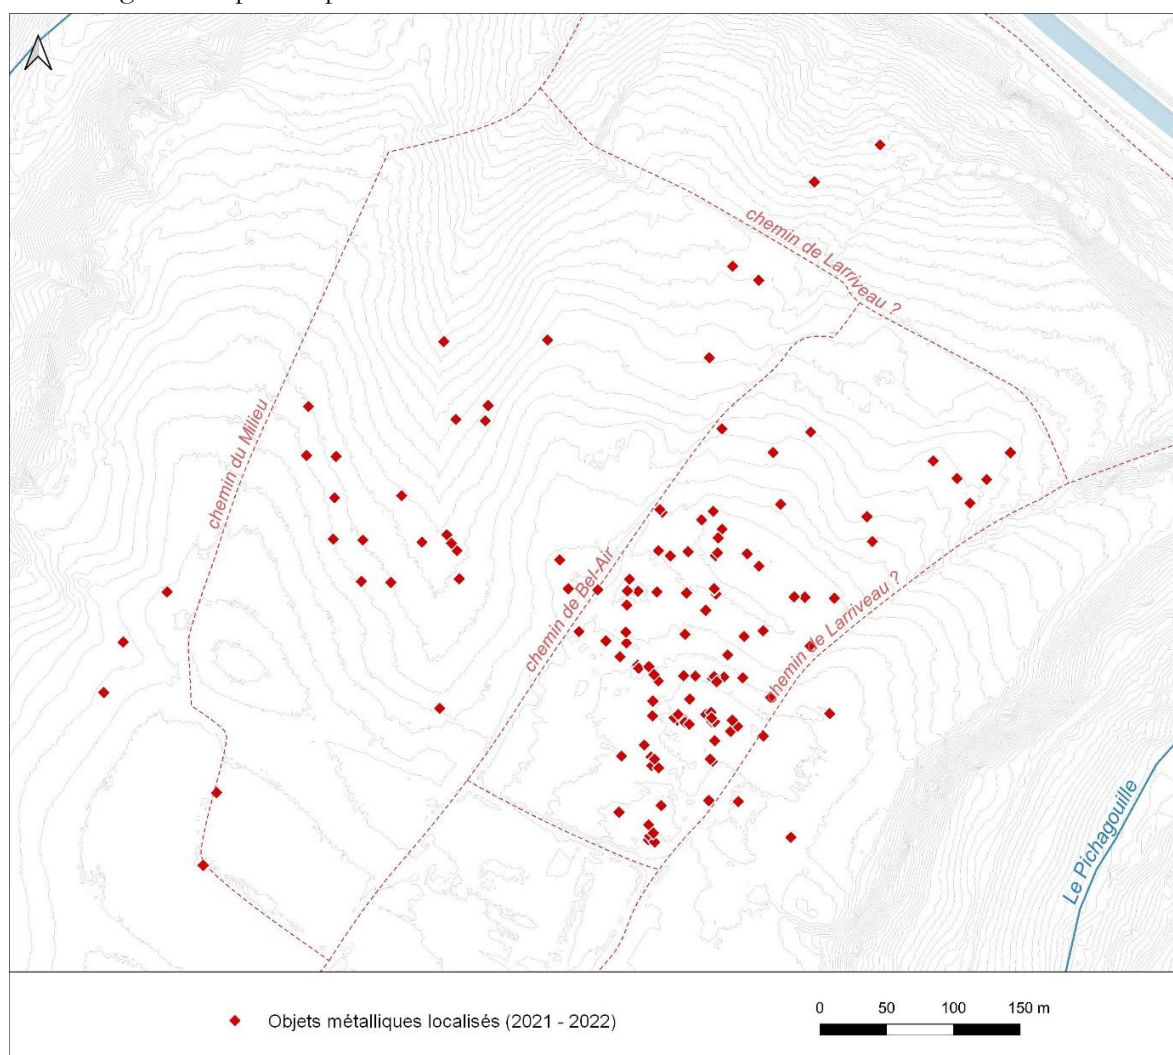 chemin de Larriveau ?
chemin du Milieu
chemin de Bel-Air
chemin de Larriveau ?
Le Pichagouille
Objets métalliques localisés (2021 - 2022)
0 50 100 150 m